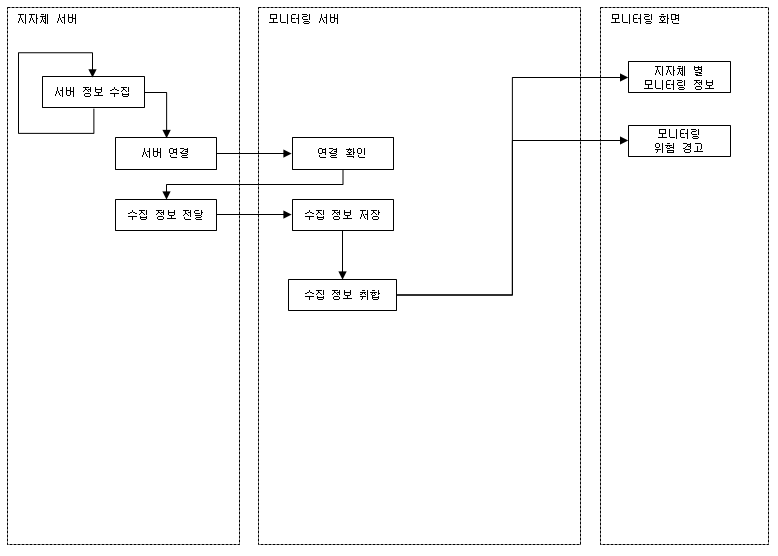 지자체 서버
모니터링 서버
모니터링 화면
서버 정보 수집
지자체 별
모니터링 정보
서버 연결
연결 확인
모니터링
위험 경고
수집 정보 전달
수집 정보 저장
수집 정보 취합